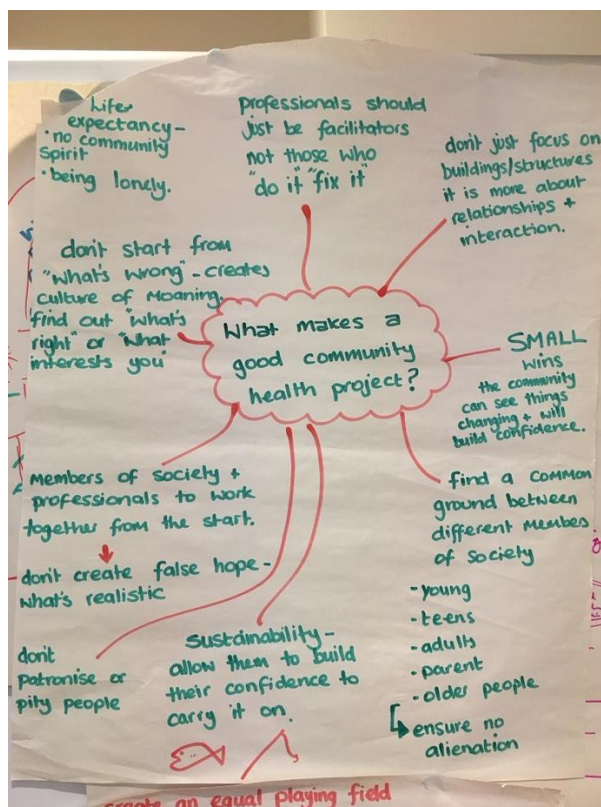 Life
expectancy-
·no community
spirit
·being lonely.
professionals should
just be facilitators
not those who
"do it" "fix it"
don't just focus on
buildings/structures
it is more about
relationships +
interaction.
don't start from
"what's wrong" - creates
culture of Moaning.
find out "what's
right" or "what
interests you"
What makes a
good community
health project?
SMALL
wins
the community
can see things
changing + will
build confidence.
members of society +
professionals to work
together from the start.
don't create false hope -
what's realistic
find a common
ground between
different membes
of society
-young
-teens
-adults
-parent
-older people
ensure no
alienation
don't
patronise or
pity people
sustainability-
allow them to build
their confidence to
carry it on.
create an equal playing field